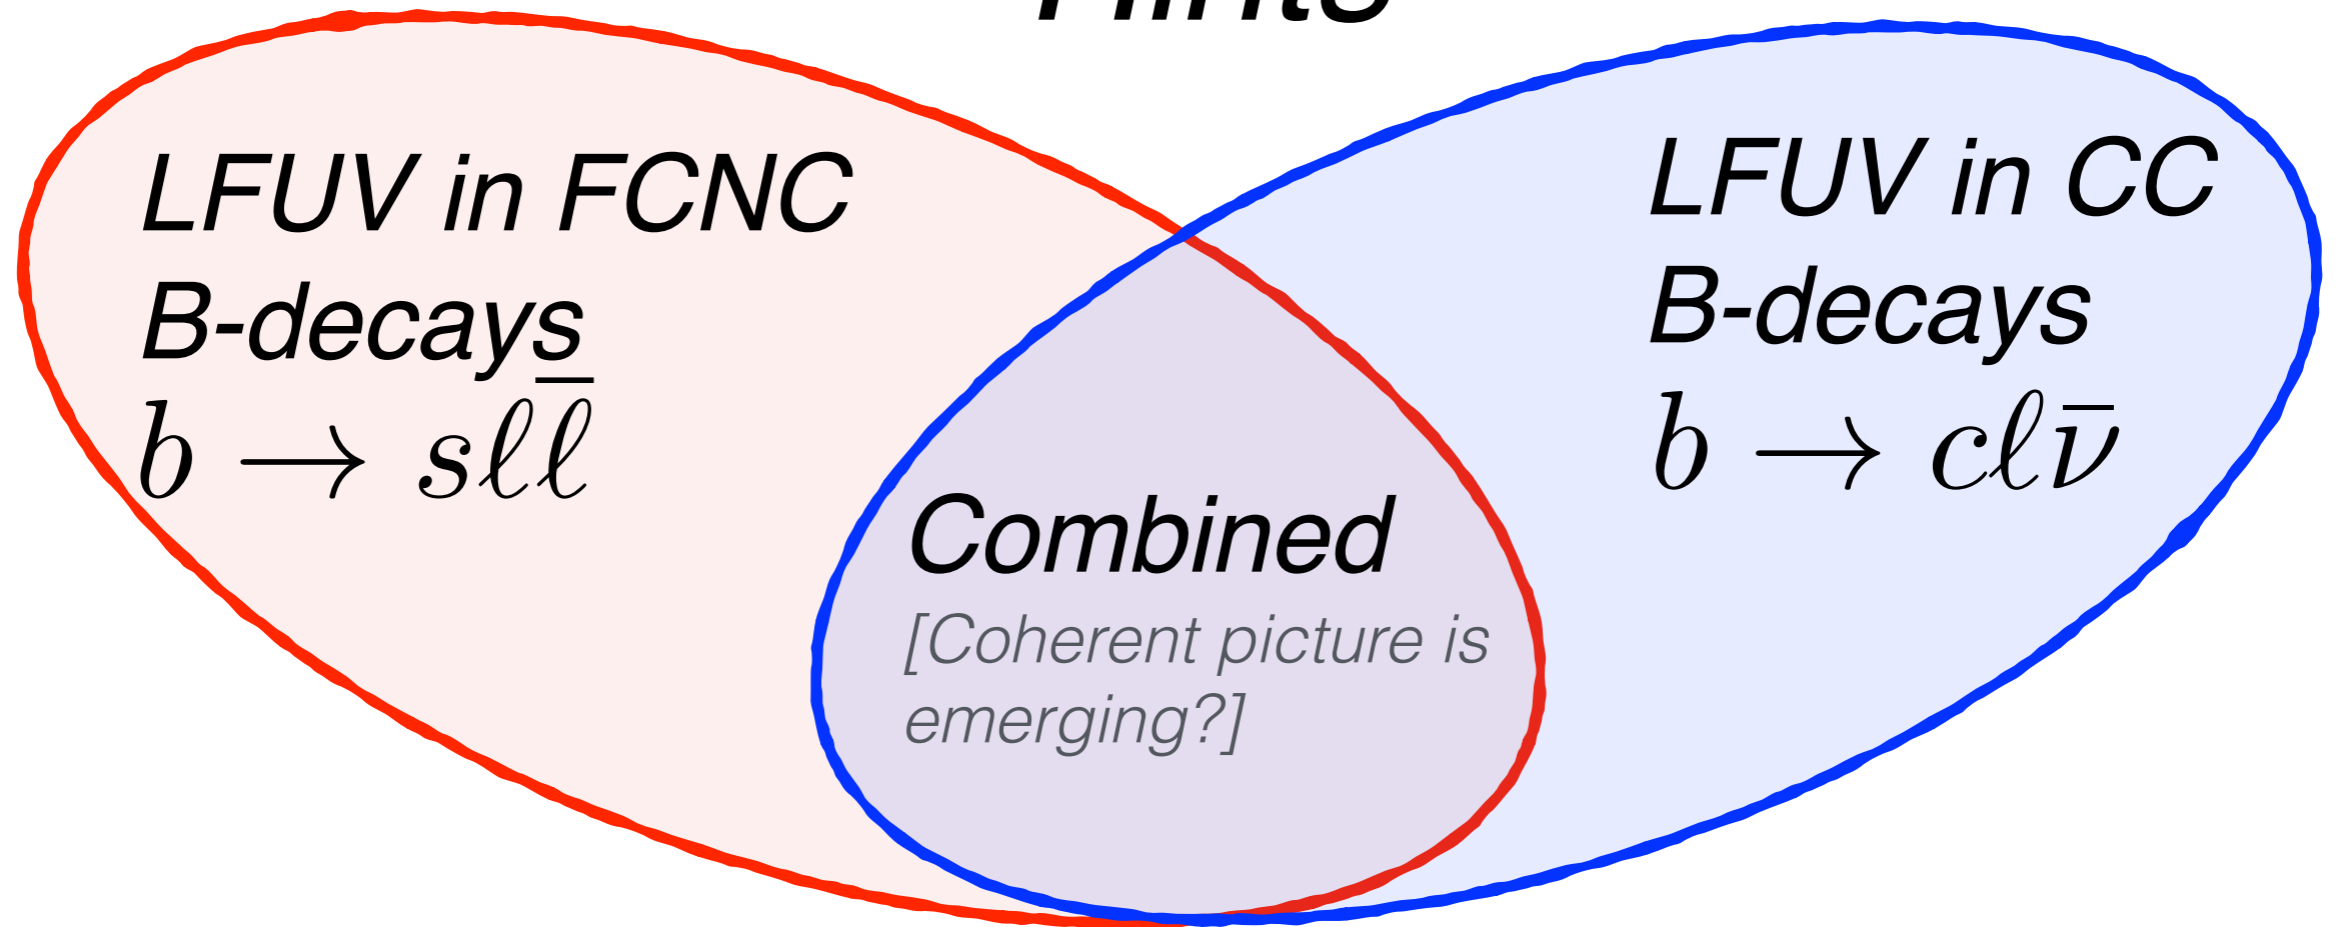 LFUV in FCNC
B-decays
b → sℓℓ̅
LFUV in CC
B-decays
b → cℓν̅
Combined
[Coherent picture is
emerging?]